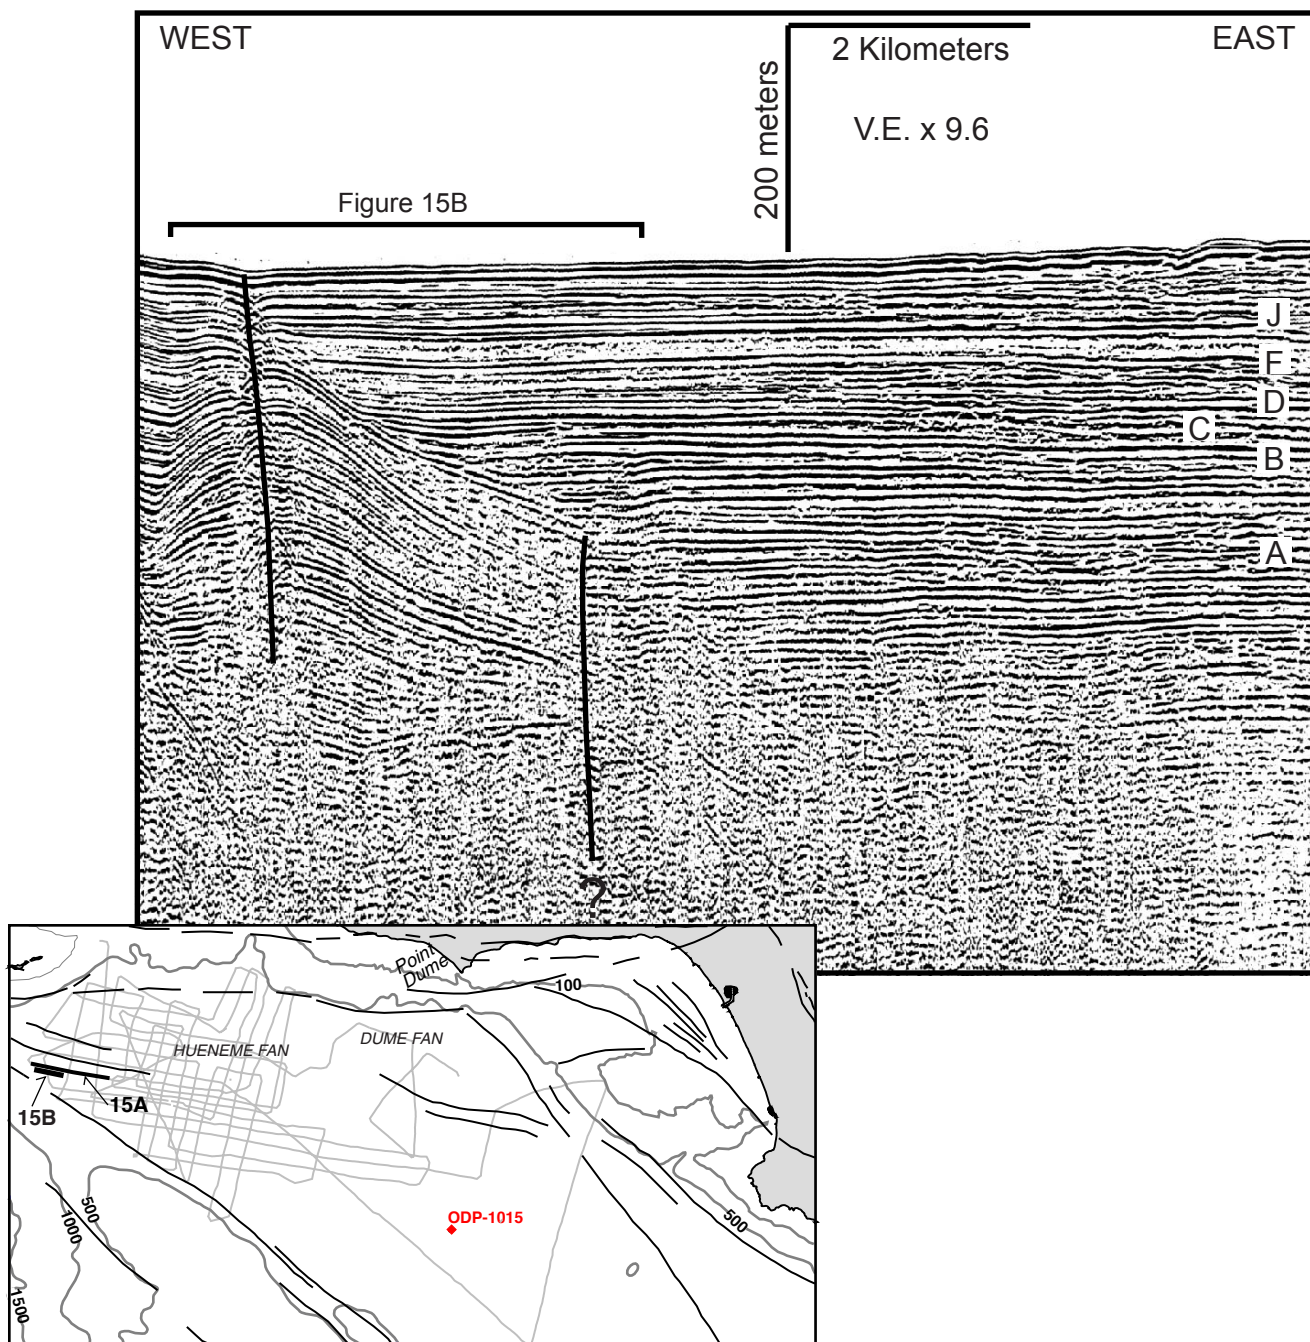 WEST
EAST
2 Kilometers
200 meters
V.E. x 9.6
Figure 15B
J
F
D
C
B
A
?
Point
Dume
100
HUENEME FAN
DUME FAN
15A
15B
500
1000
1500
ODP-1015
500